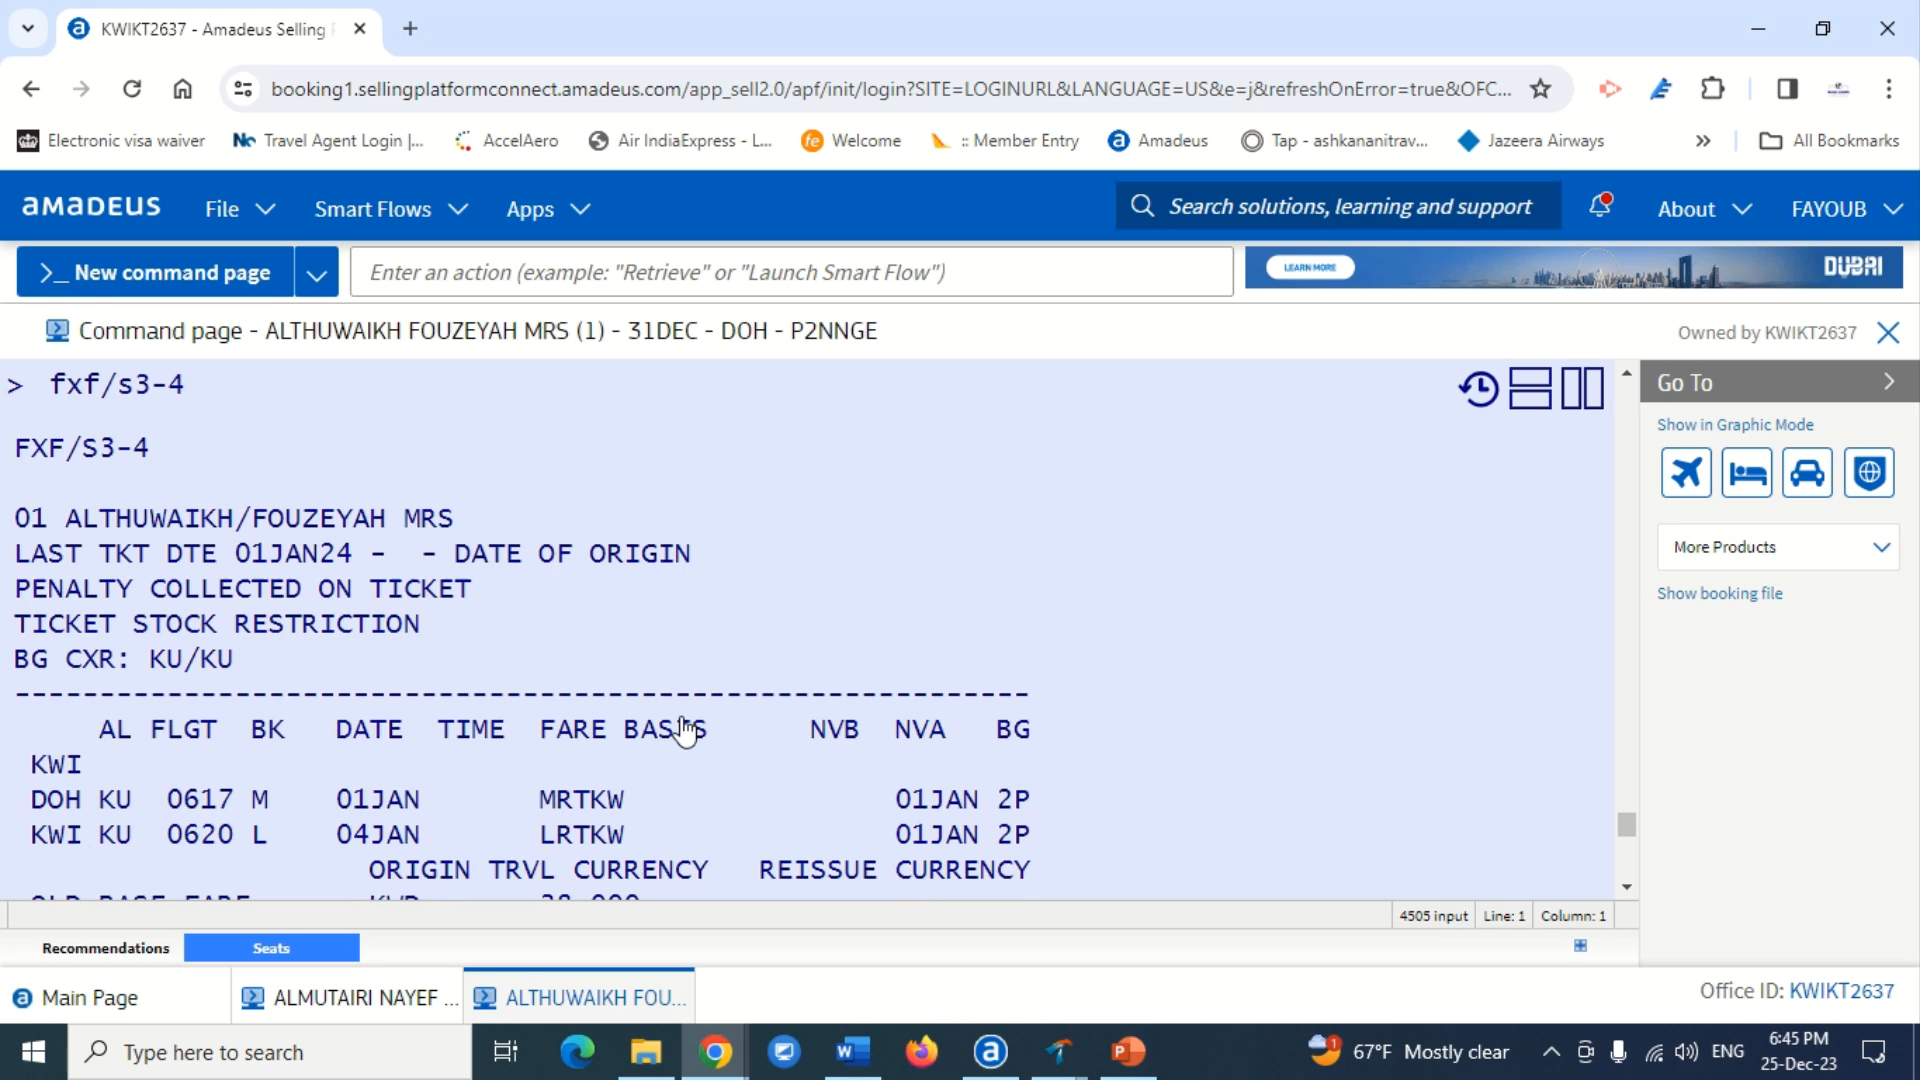 KWIKT2637 - Amadeus Selling
booking1.sellingplatformconnect.amadeus.com/app_sell2.0/apf/init/login?SITE=LOGINURL&LANGUAGE=US&e=j&refreshOnError=true&OFC...
Electronic visa waiver
Travel Agent Login |...
AccelAero
Air IndiaExpress - L...
Welcome
:: Member Entry
Amadeus
Tap - ashkananitrav...
Jazeera Airways
All Bookmarks
amadeus
File
Smart Flows
Apps
Search solutions, learning and support
About
FAYOUB
>_ New command page
Enter an action (example: "Retrieve" or "Launch Smart Flow")
LEARN MORE
DUBAI
Command page - ALTHUWAIKH FOUZEYAH MRS (1) - 31DEC - DOH - P2NNGE
Owned by KWIKT2637
> fxf/s3-4
FXF/S3-4
01 ALTHUWAIKH/FOUZEYAH MRS
LAST TKT DTE 01JAN24 - - DATE OF ORIGIN
PENALTY COLLECTED ON TICKET
TICKET STOCK RESTRICTION
BG CXR: KU/KU
------------------------------------------------------------
AL FLGT BK DATE TIME FARE BASIS NVB NVA BG
KWI
DOH KU 0617 M 01JAN MRTKW 01JAN 2P
KWI KU 0620 L 04JAN LRTKW 01JAN 2P
ORIGIN TRVL CURRENCY REISSUE CURRENCY
Go To
Show in Graphic Mode
More Products
Show booking file
4505 input
Line: 1
Column: 1
Recommendations
Seats
Main Page
ALMUTAIRI NAYEF ...
ALTHUWAIKH FOU...
Office ID: KWIKT2637
Type here to search
67°F Mostly clear
ENG
6:45 PM
25-Dec-23